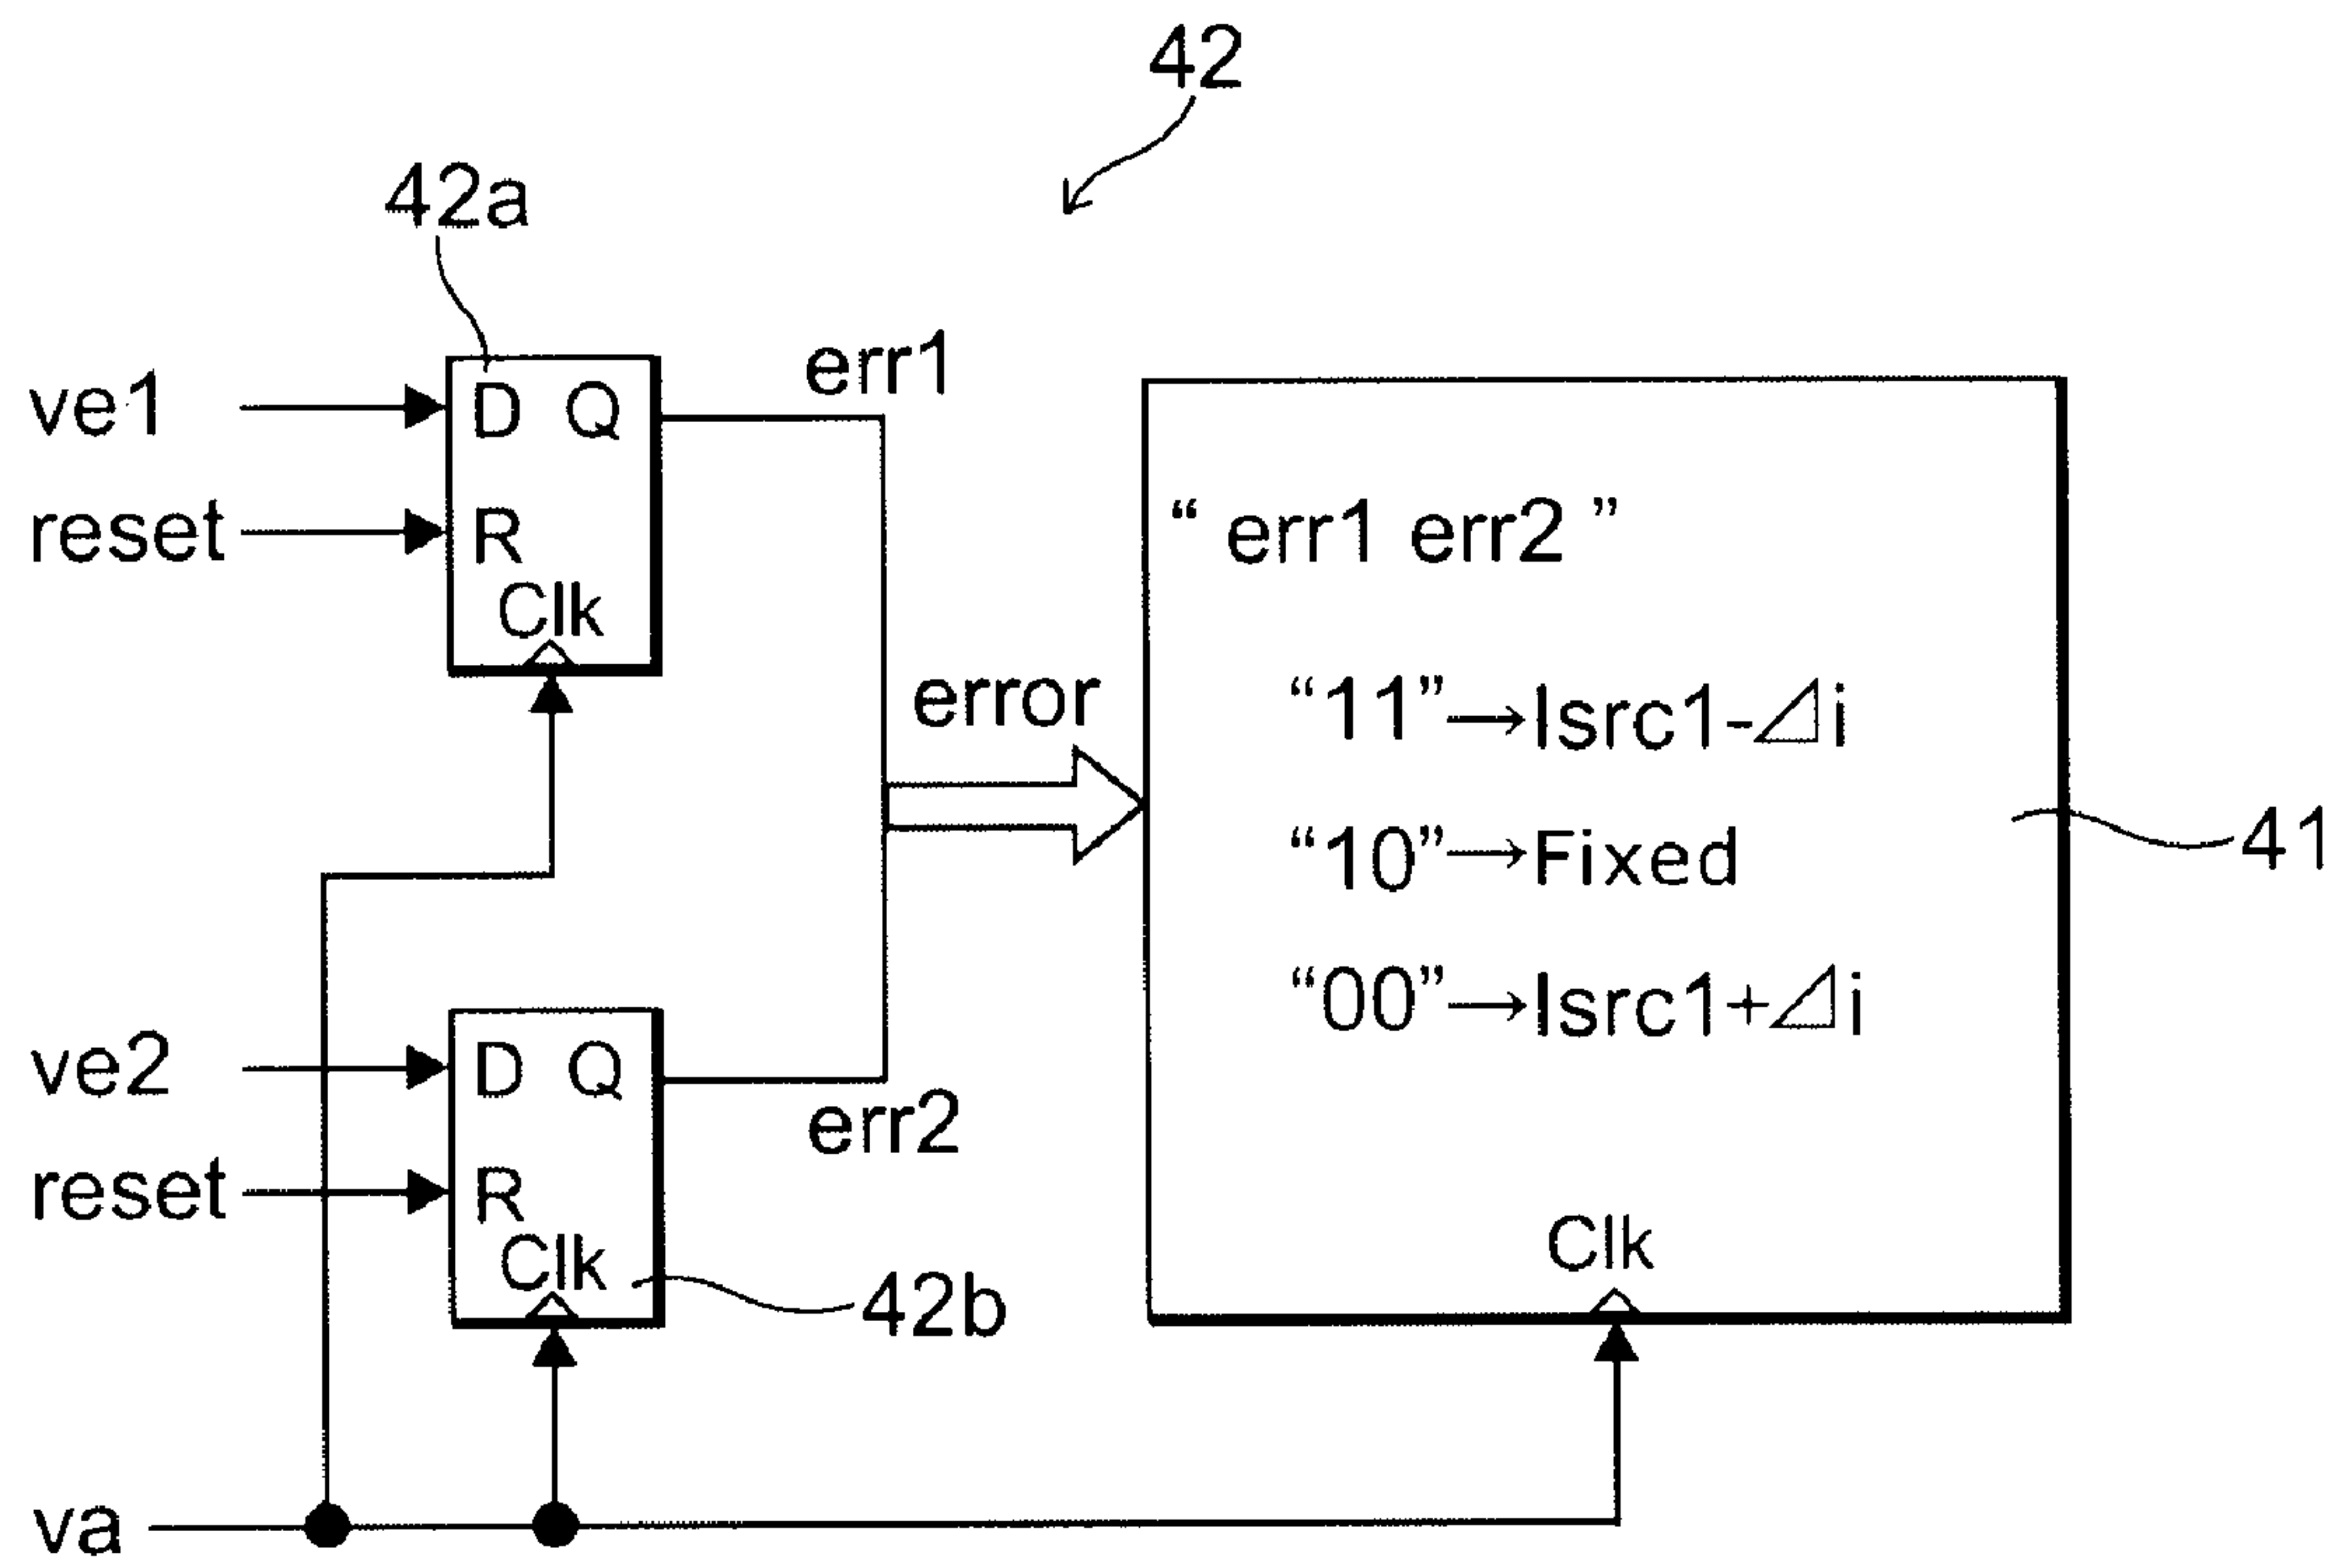 42
42a
ve1
D Q
err1
reset
R
Clk
“ err1 err2 ”
error
“11”→Isrc1-⊿i
“10”→Fixed
41
“00”→Isrc1+⊿i
ve2
D Q
err2
reset
R
Clk
42b
Clk
va